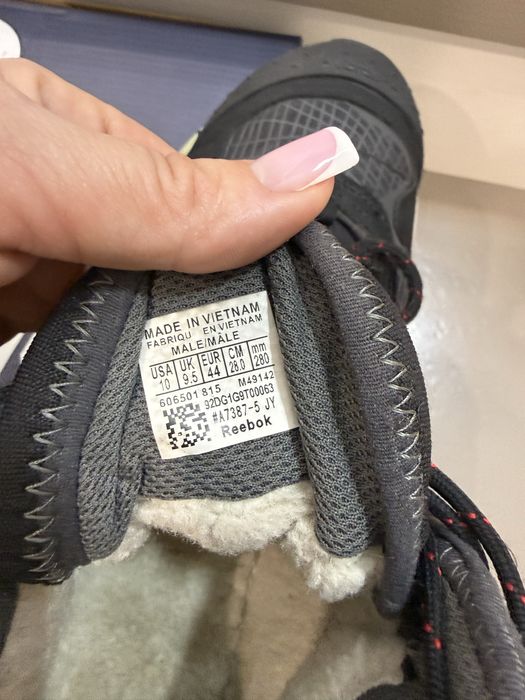 MADE IN VIETNAM
FABRIQU EN VIETNAM
MALE/MALE
USA UK EUR CM mm
10 9.5 44 28.0 280
606501 815 M49142
92DG1G9T00063
#A7387-5 JY
Reebok